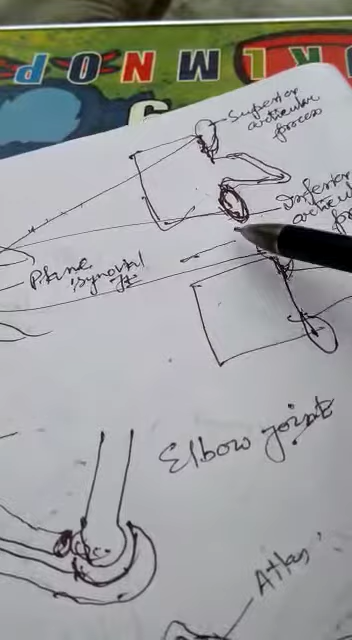 K L M N O P
Superior
articular
process
Inferior
articular
Plane
synovial
Jt
Elbow joint
Atlas